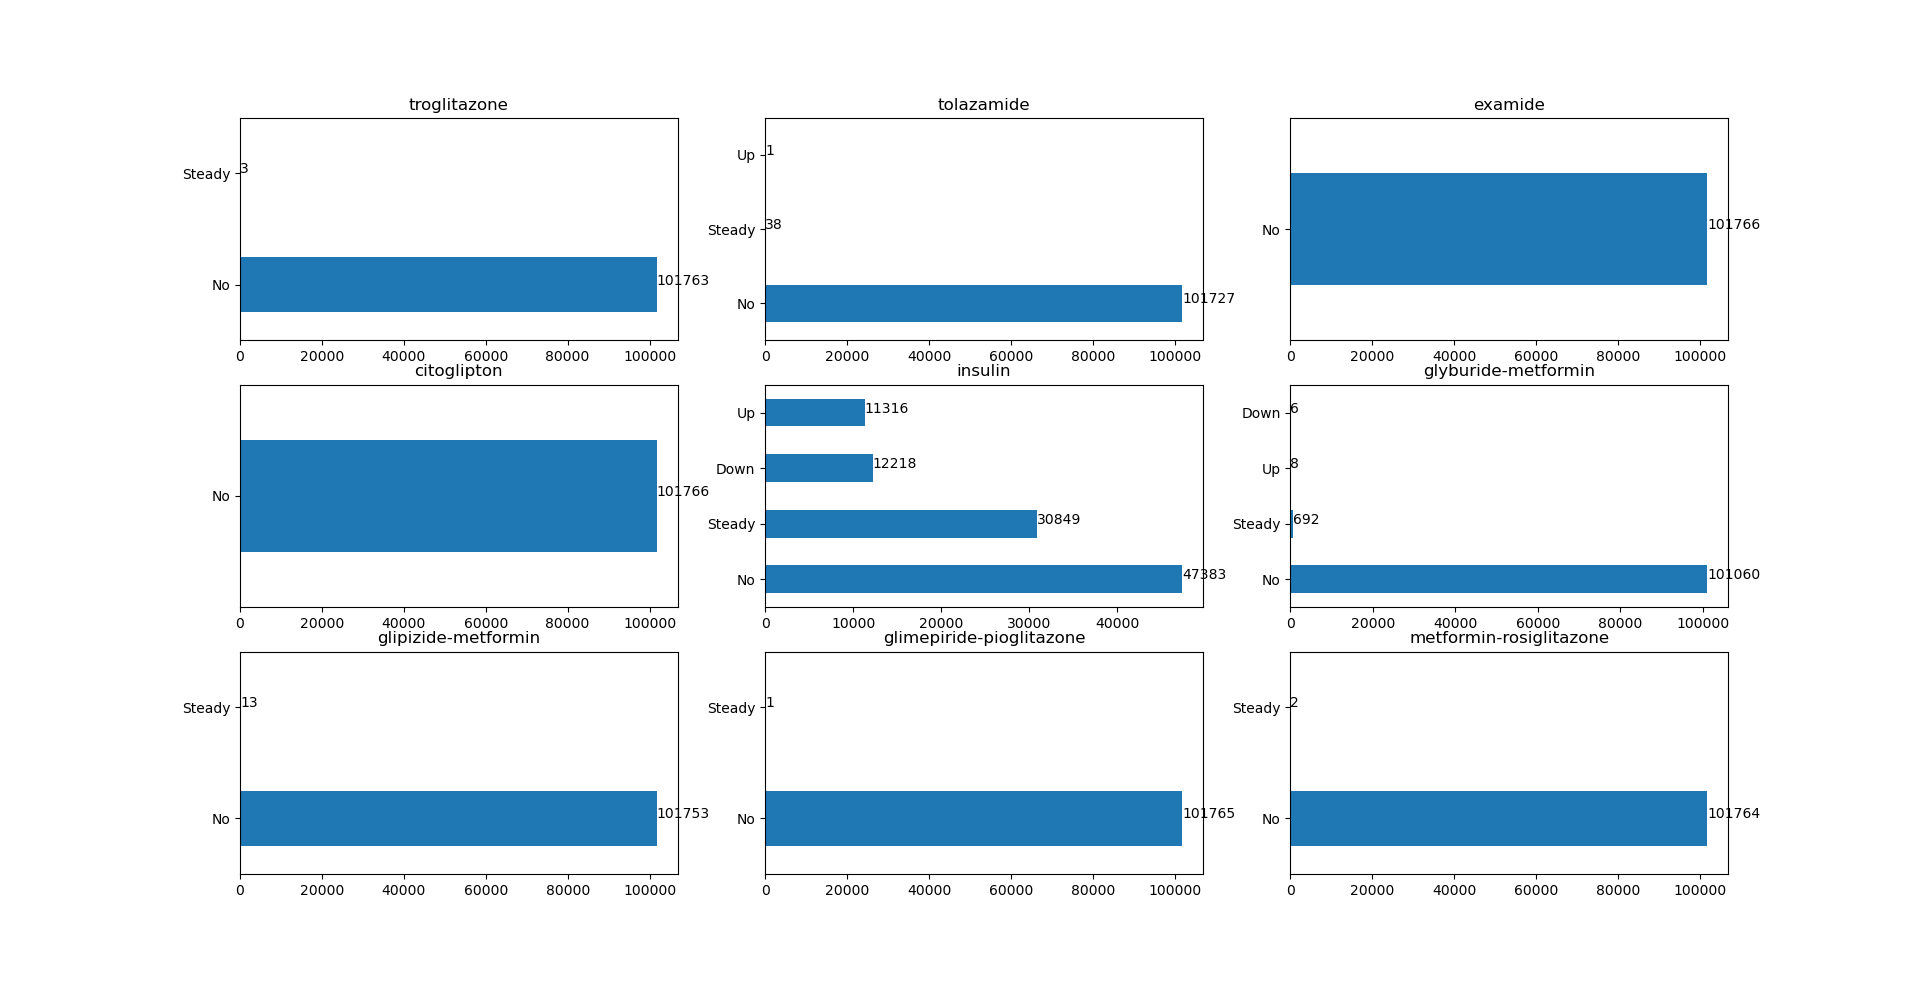 troglitazone
Steady
3
No
101763
0 20000 40000 60000 80000 100000
tolazamide
Up
1
Steady
38
No
101727
0 20000 40000 60000 80000 100000
examide
No
101766
0 20000 40000 60000 80000 100000
citoglipton
No
101766
0 20000 40000 60000 80000 100000
insulin
Up
11316
Down
12218
Steady
30849
No
47383
0 10000 20000 30000 40000
glyburide-metformin
Down
6
Up
8
Steady
692
No
101060
0 20000 40000 60000 80000 100000
glipizide-metformin
Steady
13
No
101753
0 20000 40000 60000 80000 100000
glimepiride-pioglitazone
Steady
1
No
101765
0 20000 40000 60000 80000 100000
metformin-rosiglitazone
Steady
2
No
101764
0 20000 40000 60000 80000 100000